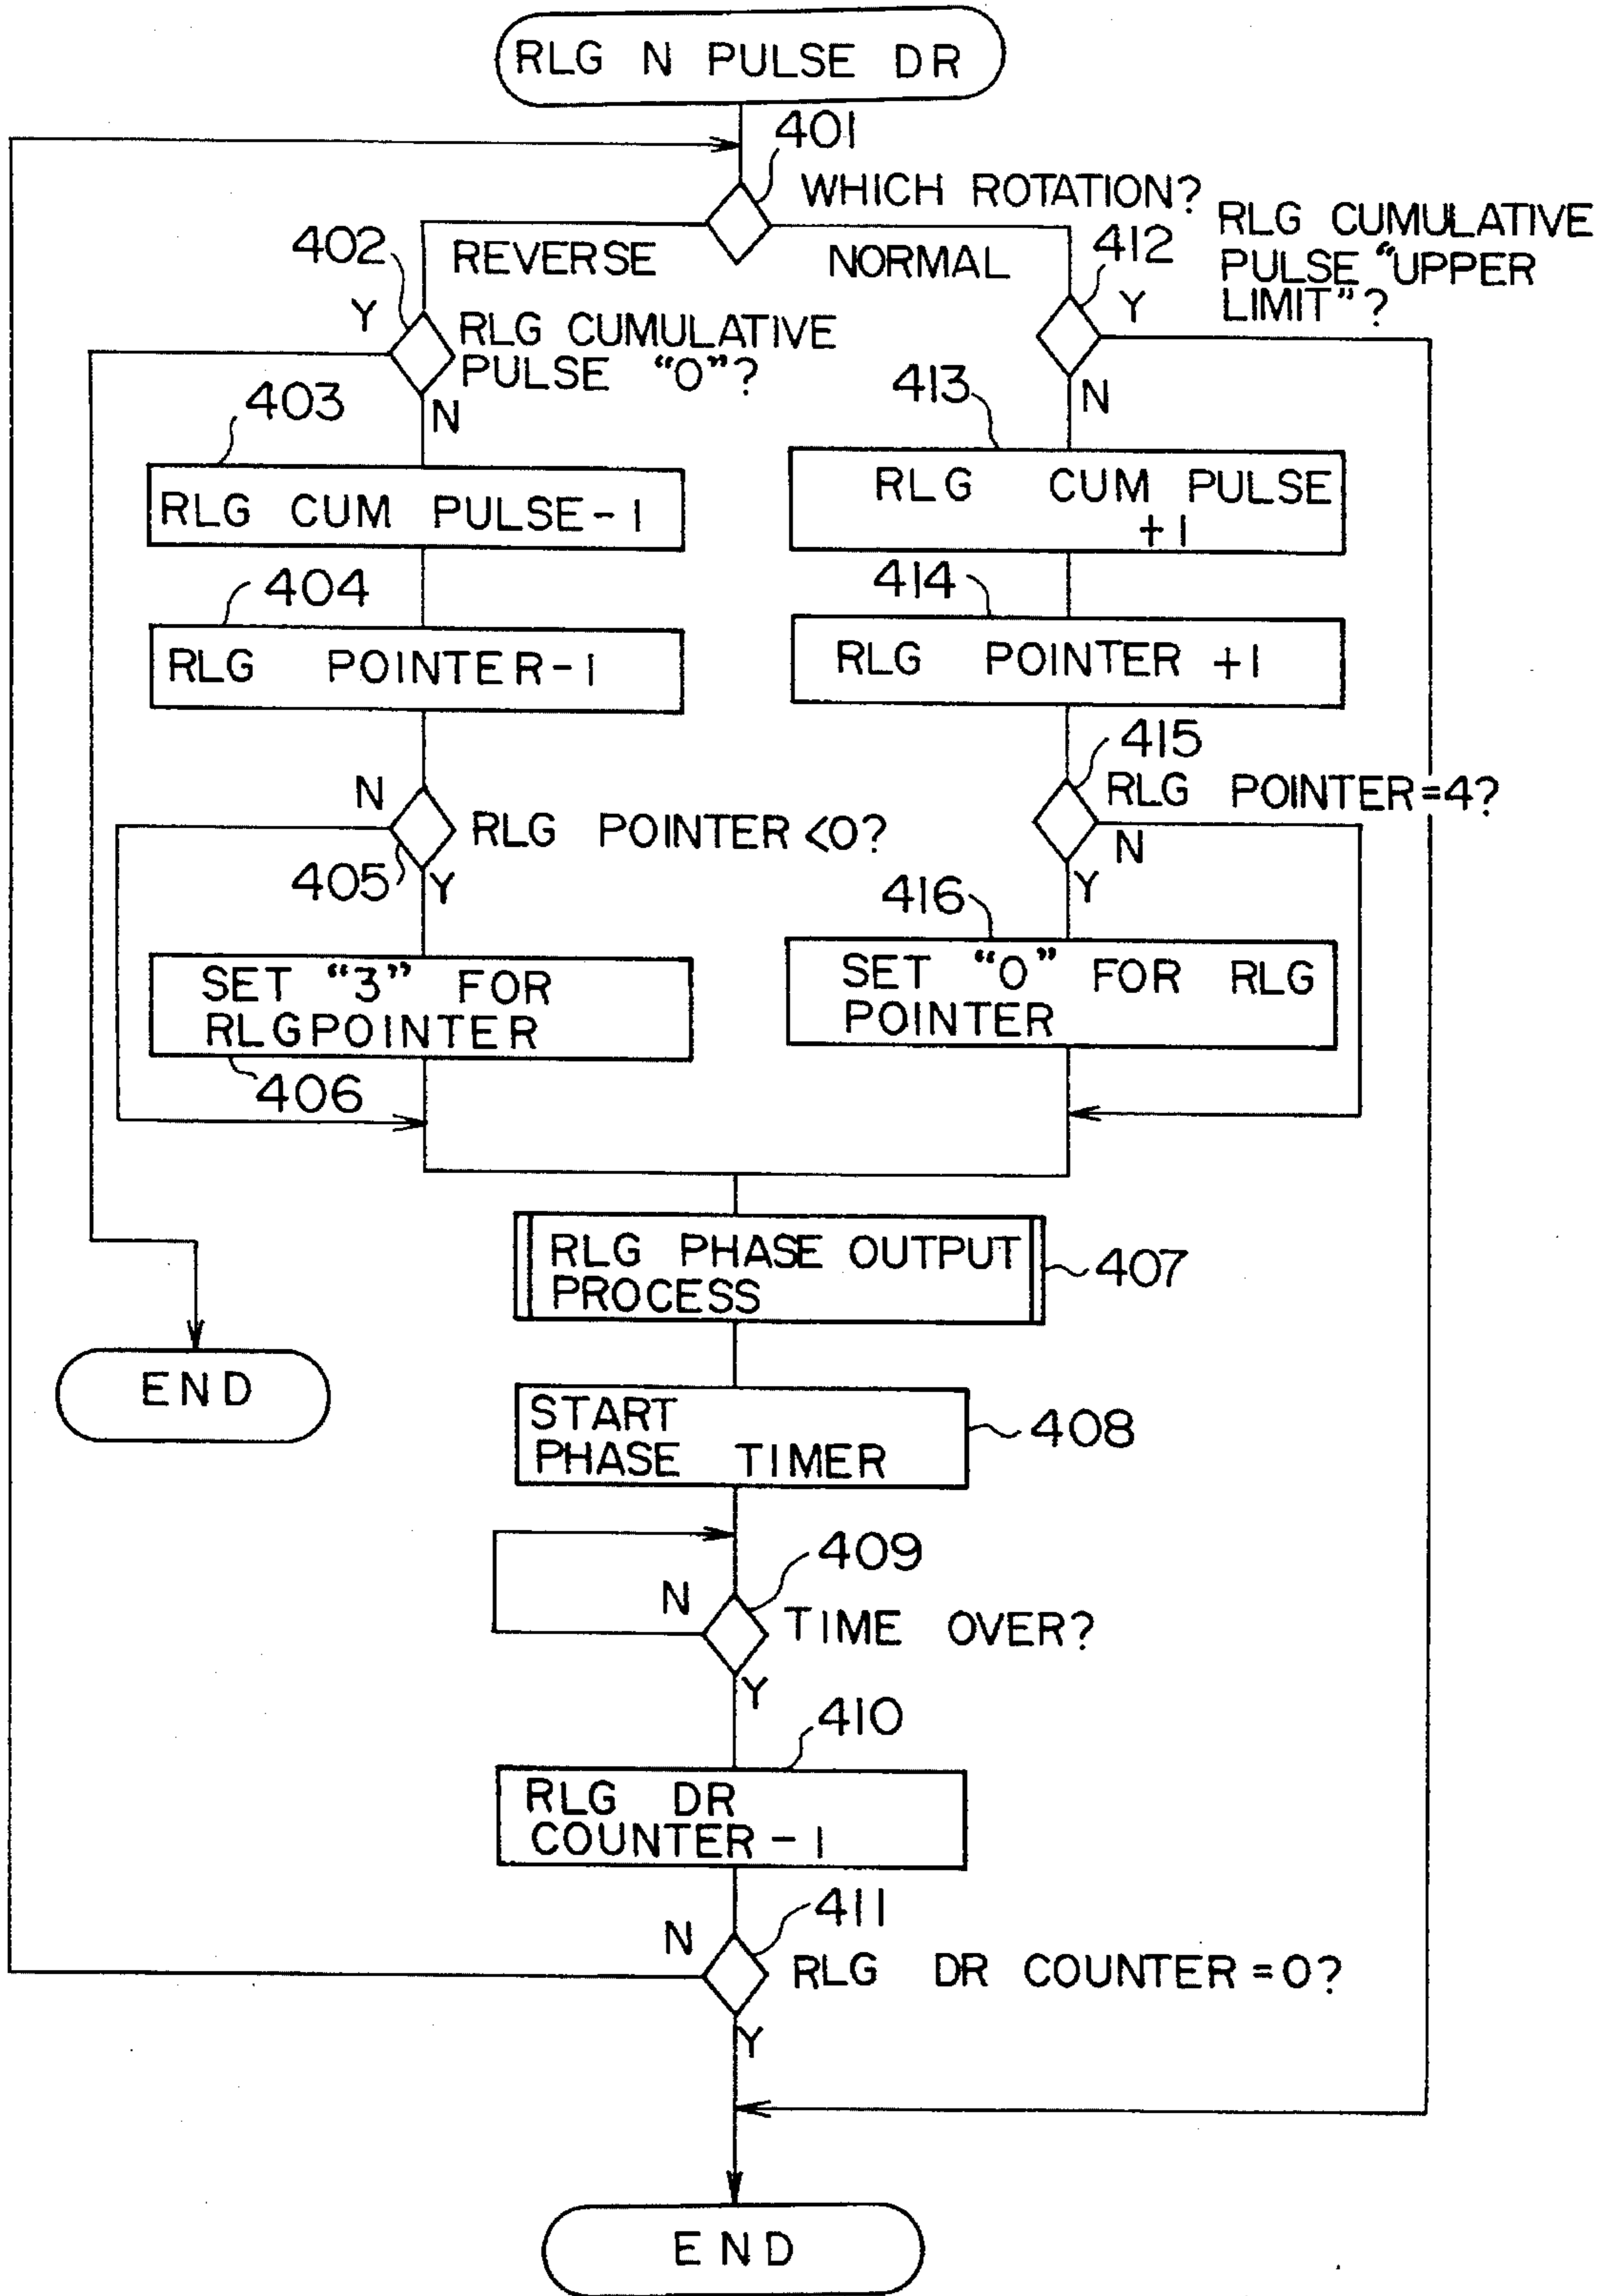 RLG N PULSE DR
401
WHICH ROTATION?
REVERSE
NORMAL
402
Y
RLG CUMULATIVE
PULSE “0”?
N
403
RLG CUM PULSE-1
404
RLG POINTER-1
N
RLG POINTER<0?
405
Y
SET “3” FOR
RLGPOINTER
406
412
RLG CUMULATIVE
PULSE “UPPER
LIMIT”?
Y
N
413
RLG CUM PULSE
+1
414
RLG POINTER +1
415
RLG POINTER=4?
N
Y
416
SET “0” FOR RLG
POINTER
RLG PHASE OUTPUT
PROCESS
407
END
START
PHASE TIMER
408
409
N
TIME OVER?
Y
410
RLG DR
COUNTER-1
411
N
RLG DR COUNTER=0?
Y
END